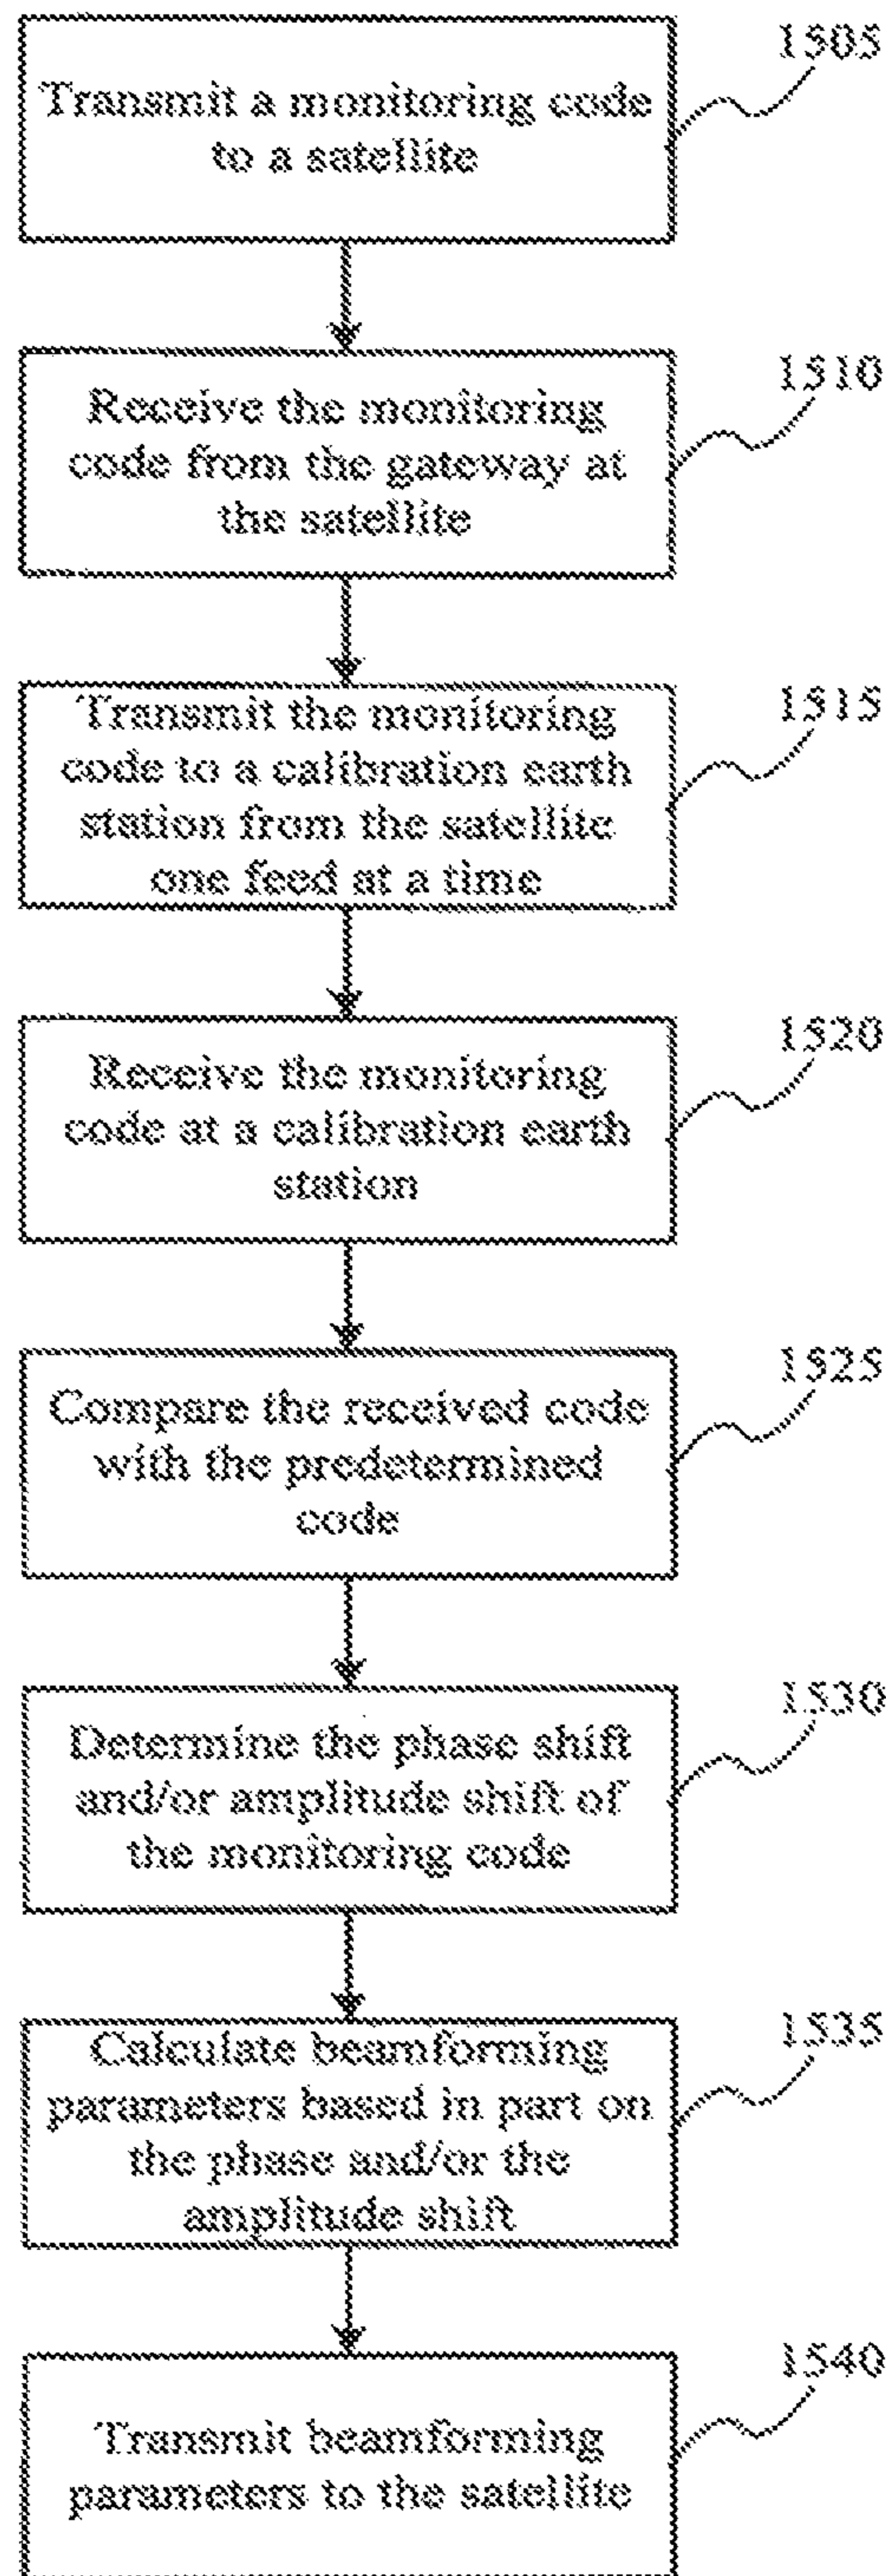 1505
Transmit a monitoring code
to a satellite
1510
Receive the monitoring
code from the gateway at
the satellite
1515
Transmit the monitoring
code to a calibration earth
station from the satellite
one feed at a time
1520
Receive the monitoring
code at a calibration earth
station
1525
Compare the received code
with the predetermined
code
1530
Determine the phase shift
and/or amplitude shift of
the monitoring code
1535
Calculate beamforming
parameters based in part on
the phase and/or the
amplitude shift
1540
Transmit beamforming
parameters to the satellite